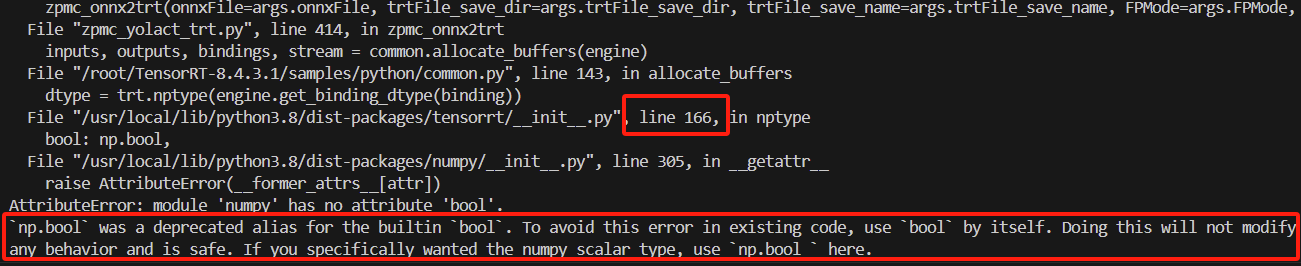 zpmc_onnx2trt(onnxFile=args.onnxFile, trtFile_save_dir=args.trtFile_save_dir, trtFile_save_name=args.trtFile_save_name, FPMode=args.FPMode,
File "zpmc_yolact_trt.py", line 414, in zpmc_onnx2trt
inputs, outputs, bindings, stream = common.allocate_buffers(engine)
File "/root/TensorRT-8.4.3.1/samples/python/common.py", line 143, in allocate_buffers
dtype = trt.nptype(engine.get_binding_dtype(binding))
File "/usr/local/lib/python3.8/dist-packages/tensorrt/__init__.py", line 166, in nptype
bool: np.bool,
File "/usr/local/lib/python3.8/dist-packages/numpy/__init__.py", line 305, in __getattr__
raise AttributeError(__former_attrs__[attr])
AttributeError: module 'numpy' has no attribute 'bool'.
`np.bool` was a deprecated alias for the builtin `bool`. To avoid this error in existing code, use `bool` by itself. Doing this will not modify
any behavior and is safe. If you specifically wanted the numpy scalar type, use `np.bool_` here.